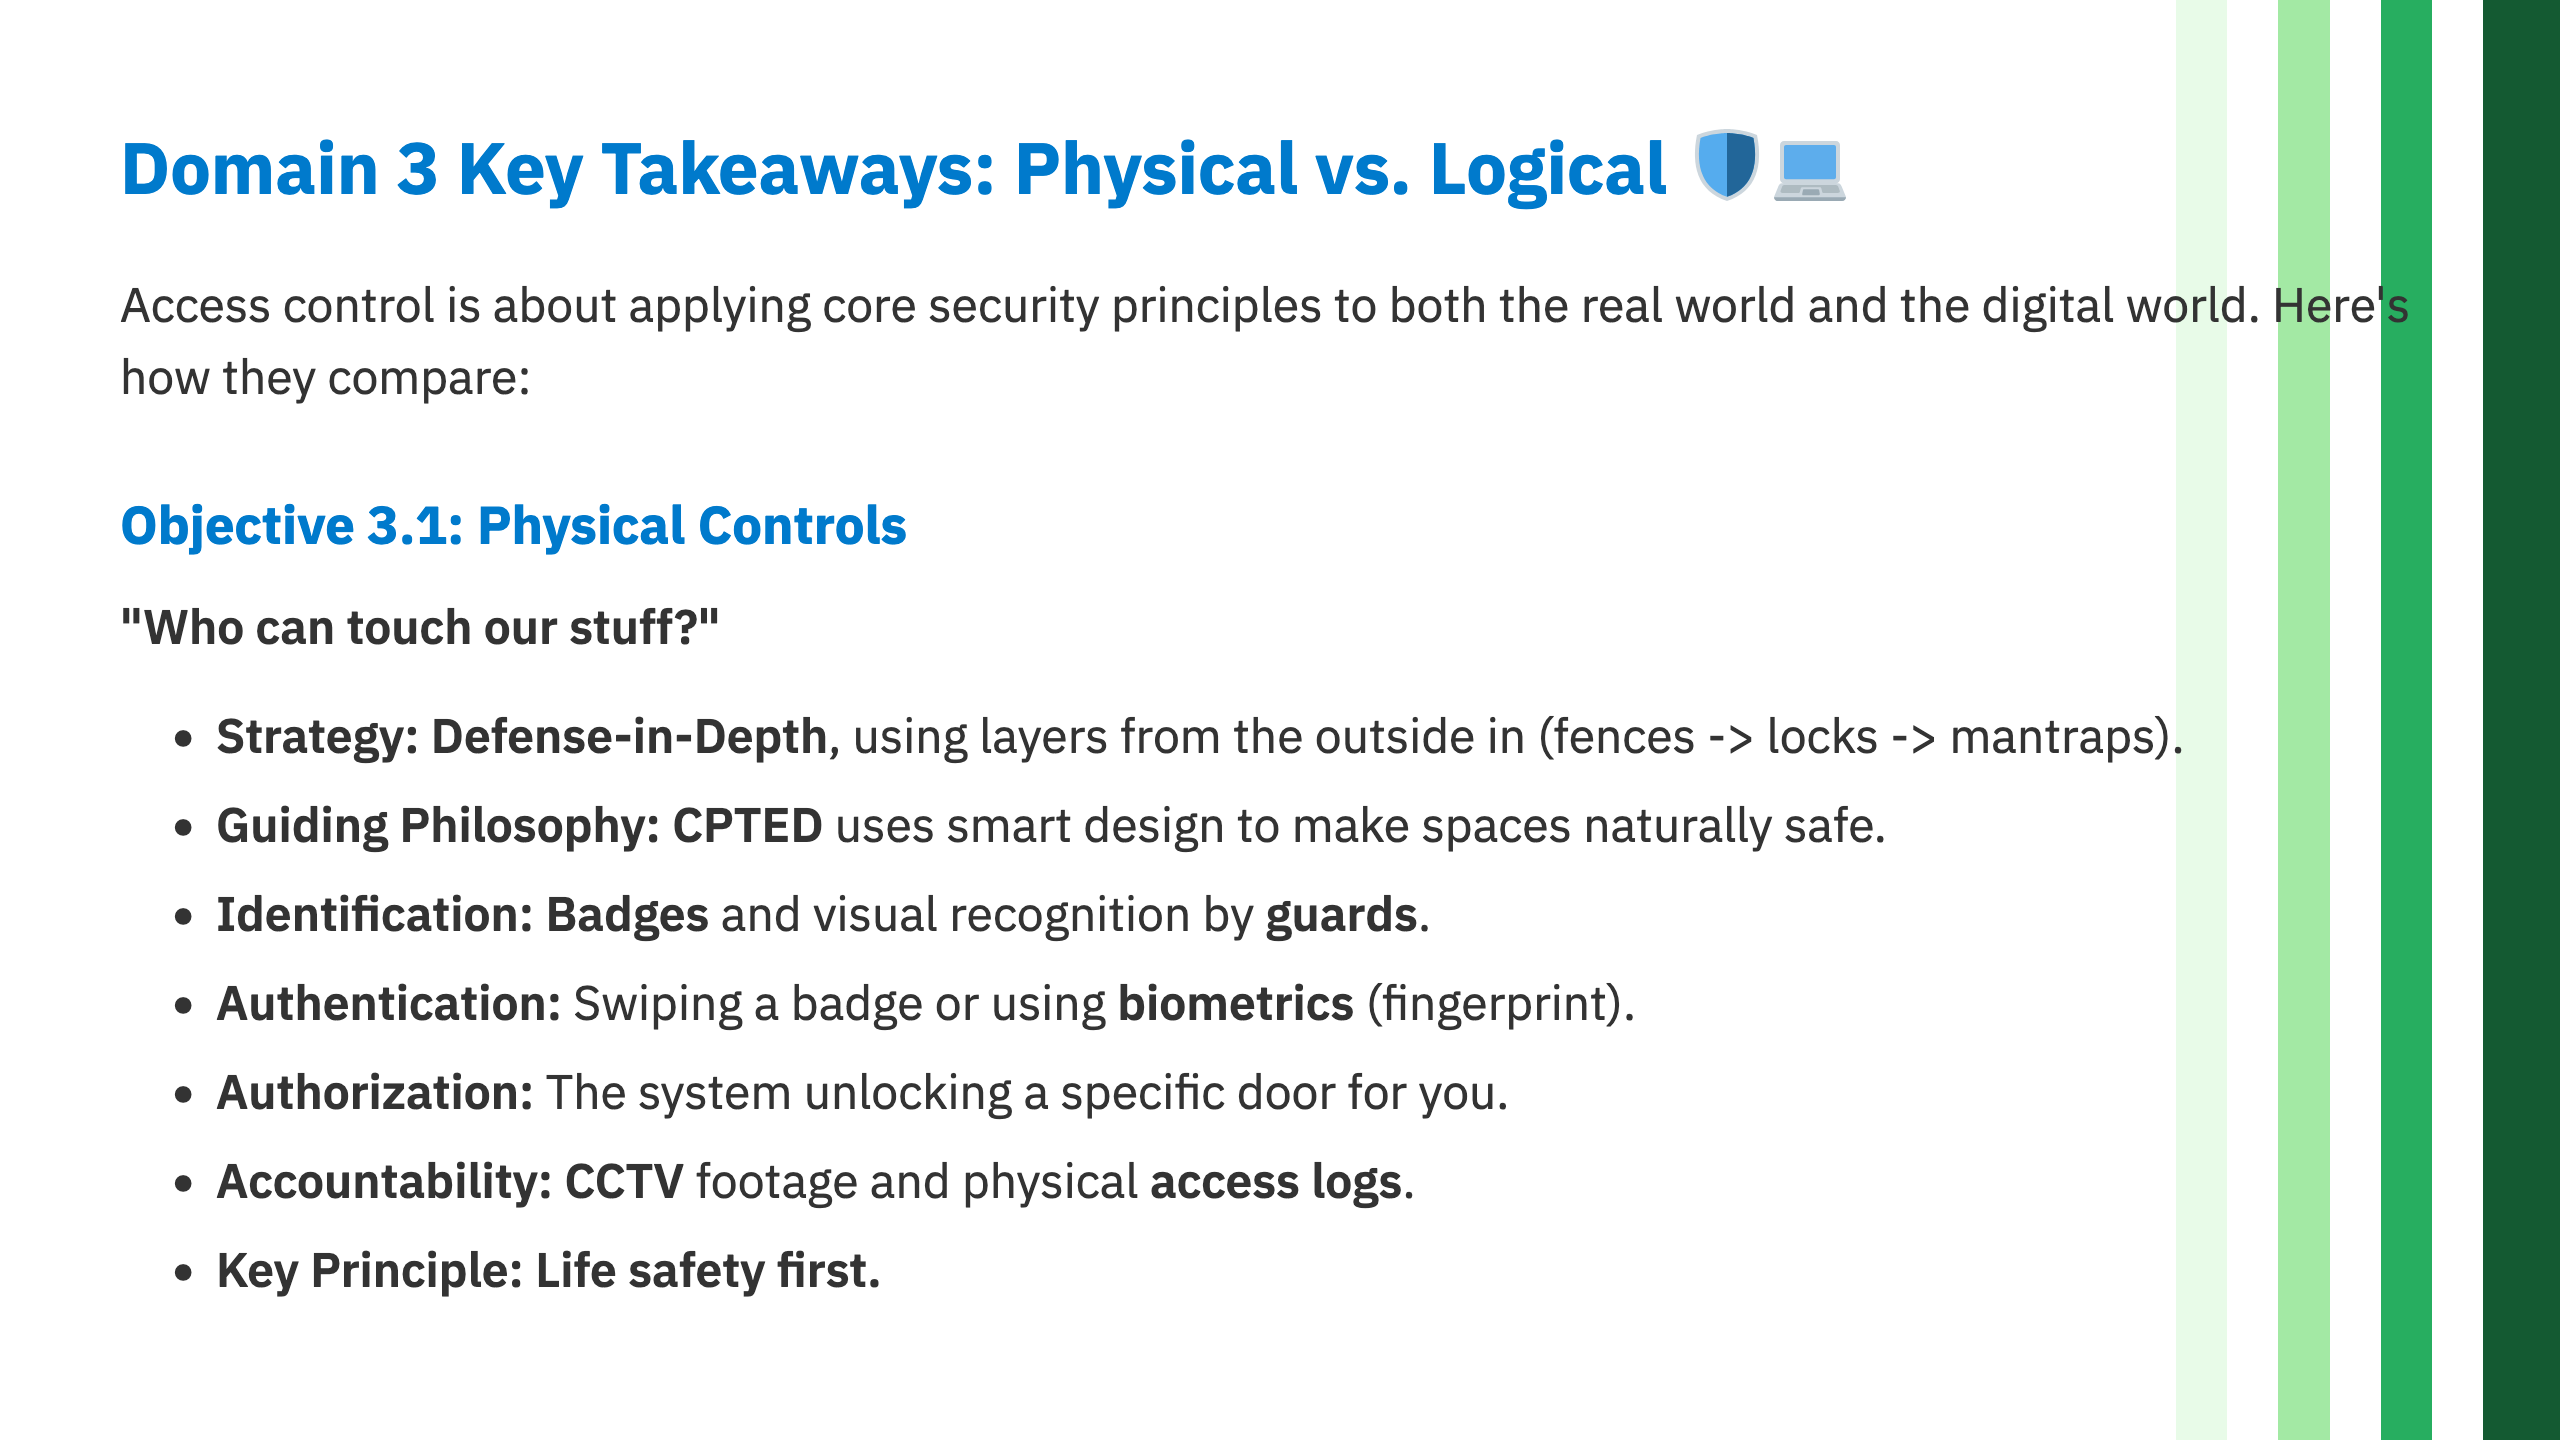 Domain 3 Key Takeaways: Physical vs. Logical 🛡️💻
Access control is about applying core security principles to both the real world and the digital world. Here's
how they compare:
Objective 3.1: Physical Controls
"Who can touch our stuff?"
• Strategy: Defense-in-Depth, using layers from the outside in (fences -> locks -> mantraps).
• Guiding Philosophy: CPTED uses smart design to make spaces naturally safe.
• Identification: Badges and visual recognition by guards.
• Authentication: Swiping a badge or using biometrics (fingerprint).
• Authorization: The system unlocking a specific door for you.
• Accountability: CCTV footage and physical access logs.
• Key Principle: Life safety first.